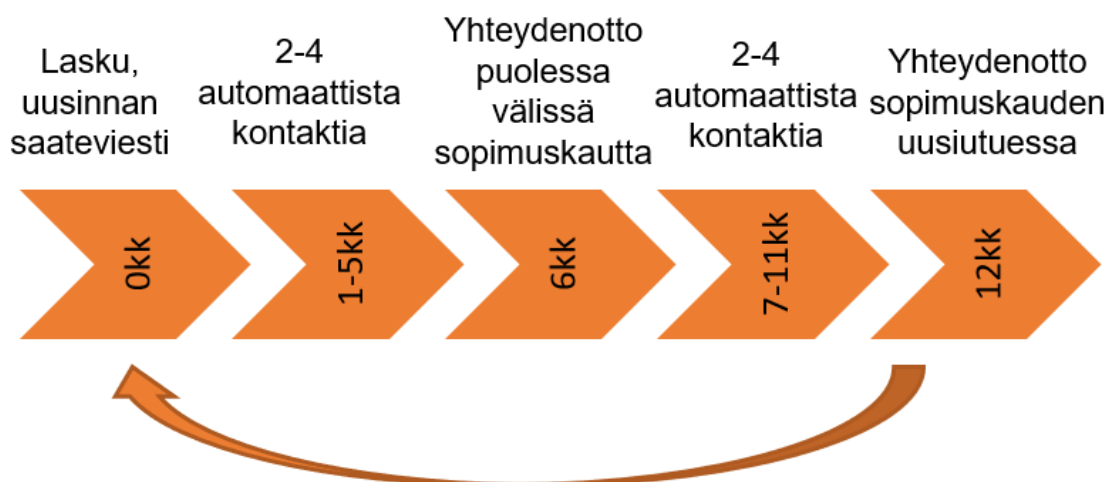 Lasku,
uusinnan
saateviesti
2-4
automaattista
kontaktia
Yhteydenotto
puolessa
välissä
sopimuskautta
2-4
automaattista
kontaktia
Yhteydenotto
sopimuskauden
uusiutuessa
0kk
1-5kk
6kk
7-11kk
12kk